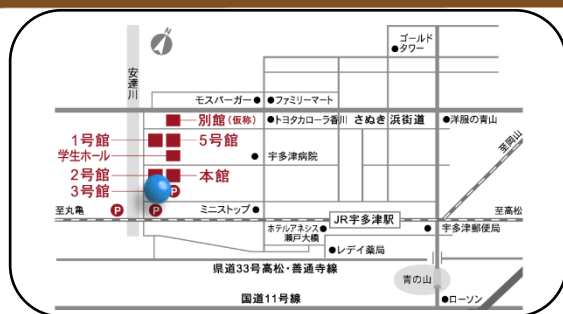 N
ゴールド
タワー
安達川
モスバーガー
ファミリーマート
別館(仮称)
トヨタカローラ香川
さぬき浜街道
洋服の青山
1号館
5号館
至岡山
学生ホール
宇多津病院
2号館
本館
3号館
P
至丸亀
P
P
ミニストップ
JR宇多津駅
至高松
ホテルアネシス
瀬戸大橋
宇多津郵便局
レデイ薬局
県道33号高松・善通寺線
青の山
国道11号線
ローソン